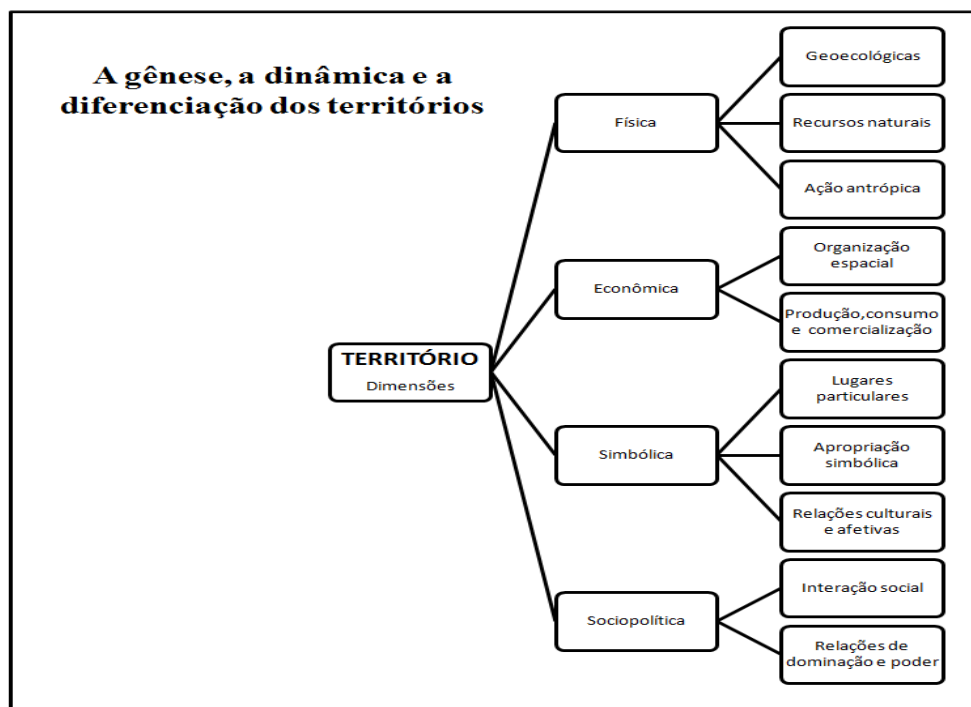 A gênese, a dinâmica e a
diferenciação dos territórios
TERRITÓRIO
Dimensões
Física
Geoecológicas
Recursos naturais
Ação antrópica
Econômica
Organização
espacial
Produção,consumo
e comercialização
Simbólica
Lugares
particulares
Apropriação
simbólica
Relações culturais
e afetivas
Sociopolítica
Interação social
Relações de
dominação e poder